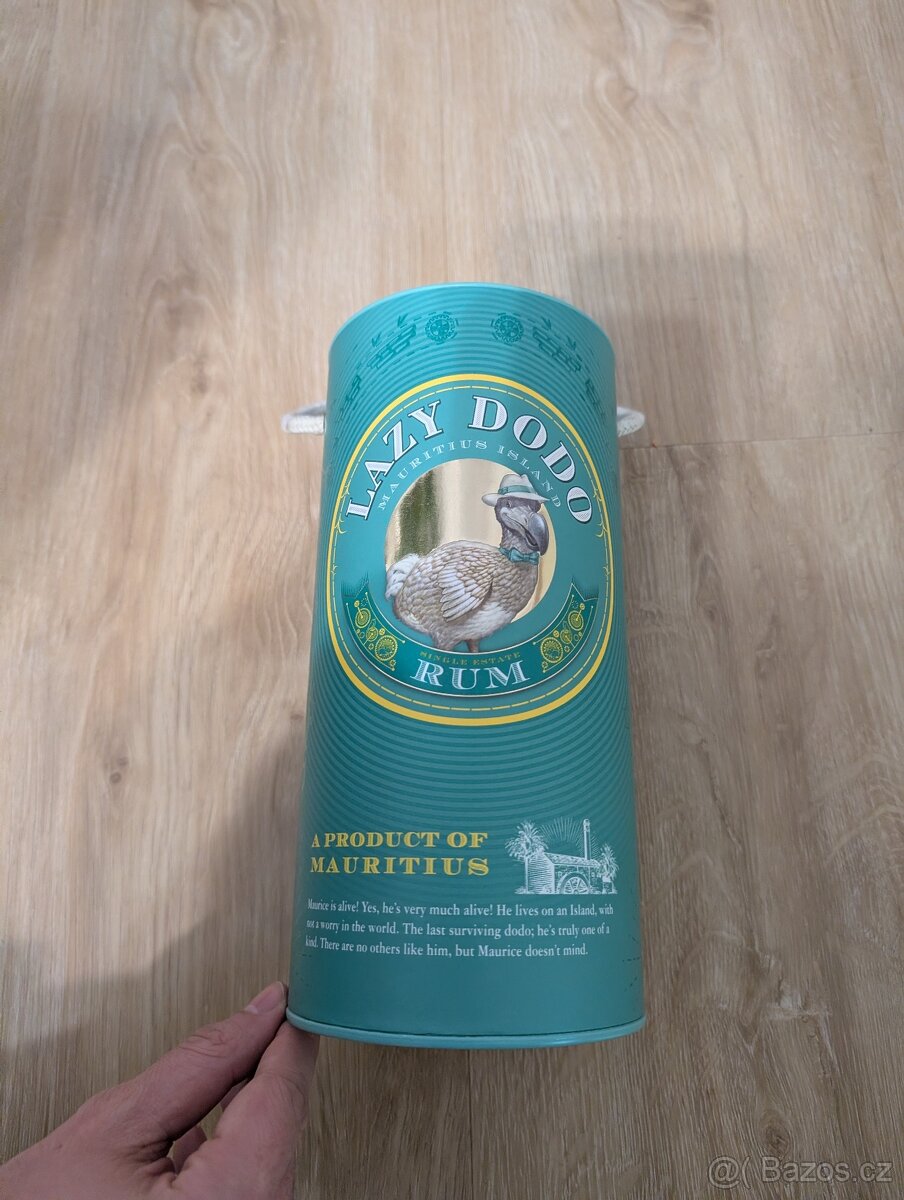 LAZY DODO
MAURITIUS ISLAND
SINGLE ESTATE
RUM
A PRODUCT OF
MAURITIUS
Maurice is alive! Yes, he's very much alive! He lives on an Island, with
not a worry in the world. The last surviving dodo; he's truly one of a
kind. There are no others like him, but Maurice doesn't mind.
@( Bazos.cz